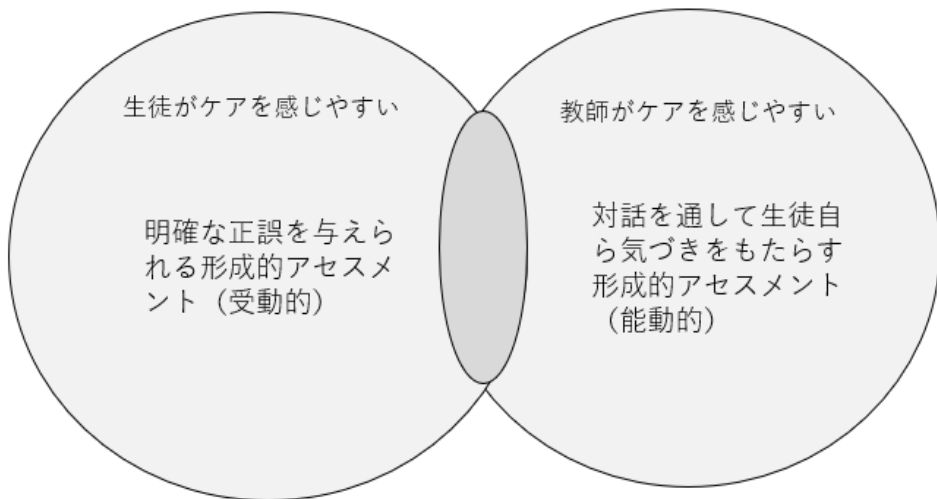 生徒がケアを感じやすい
明確な正誤を与えら
れる形成的アセスメ
ント（受動的）
教師がケアを感じやすい
対話を通して生徒自
ら気づきをもたらす
形成的アセスメント
（能動的）